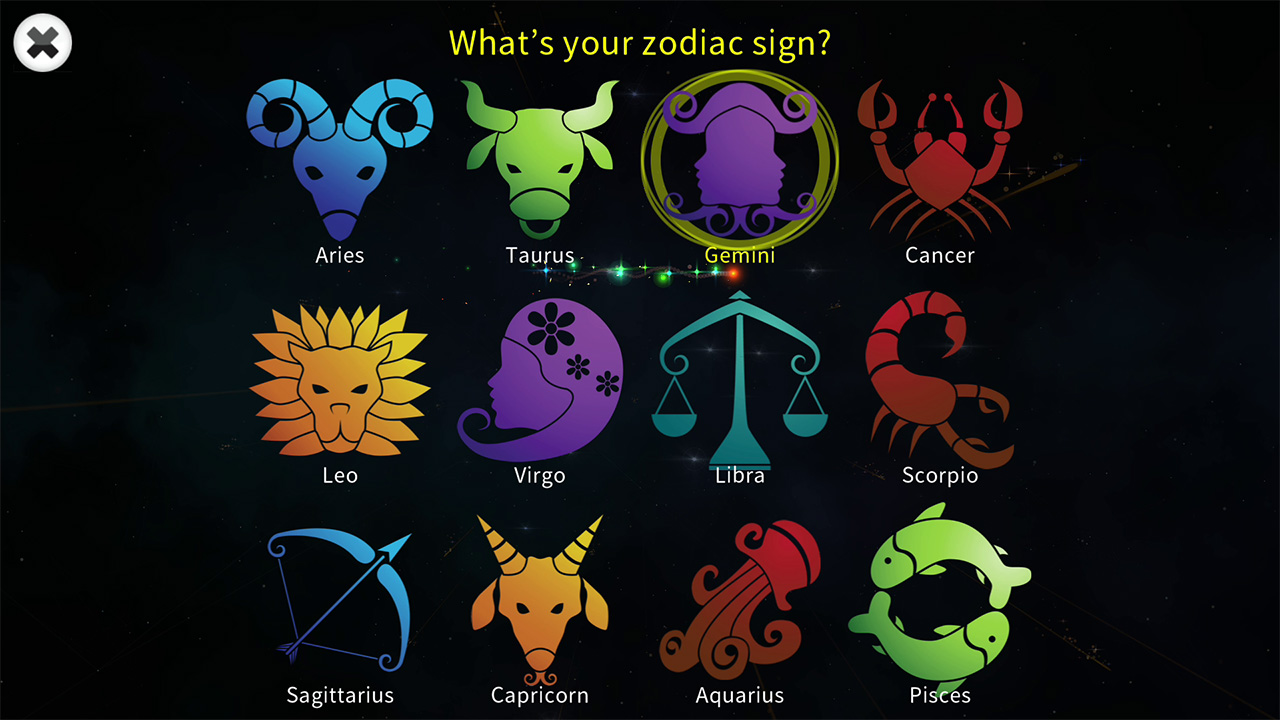 What’s your zodiac sign?
Aries Taurus Gemini Cancer
Leo Virgo Libra Scorpio
Sagittarius Capricorn Aquarius Pisces